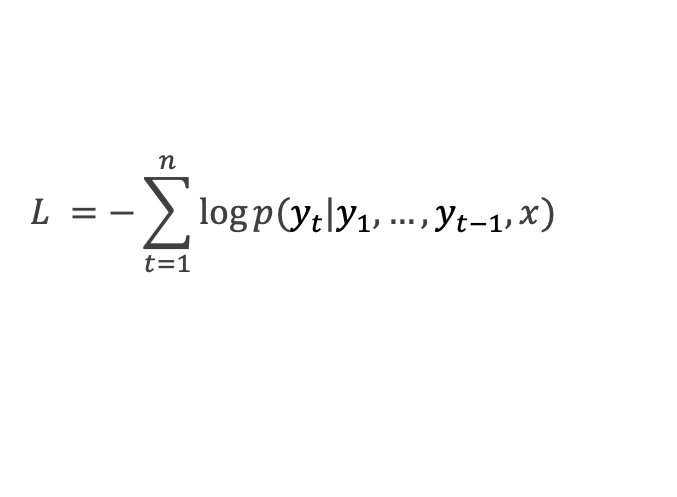 L = − ∑_{t=1}^{n} log p(y_t|y_1, …, y_{t−1}, x)